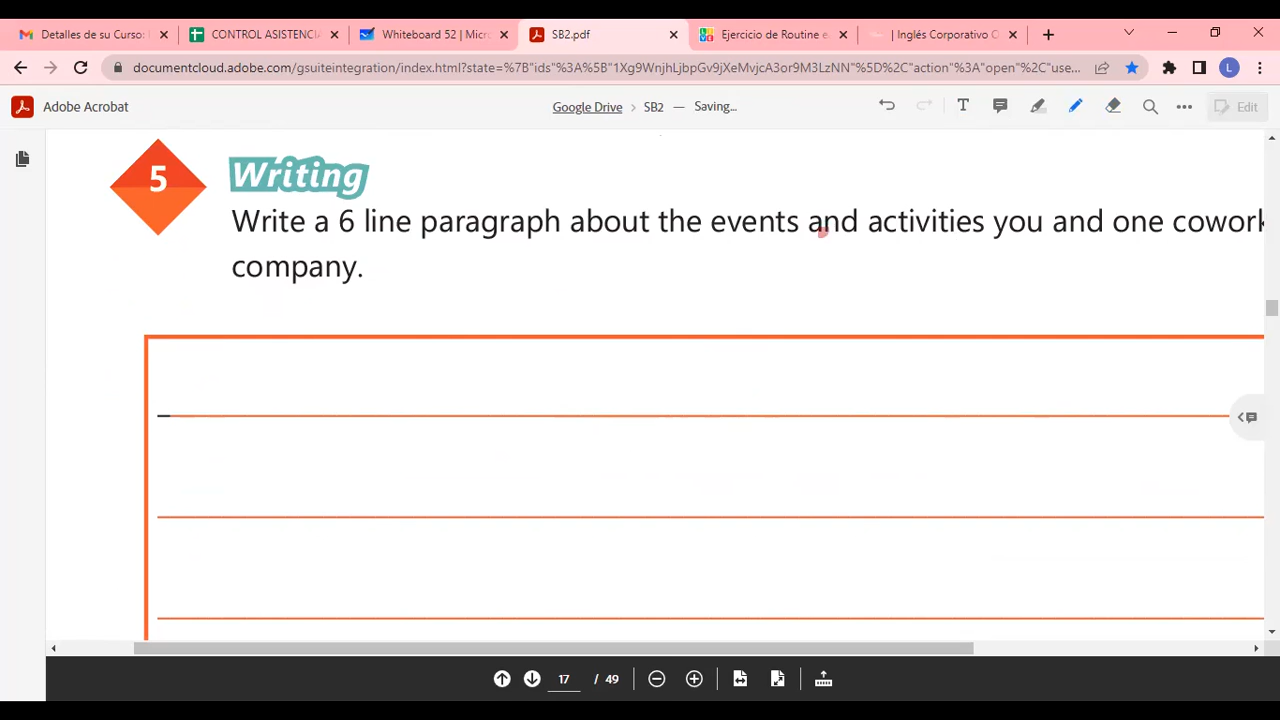 Detalles de su Curso:
CONTROL ASISTENCIA
Whiteboard 52 | Micro
SB2.pdf
Ejercicio de Routine e
| Inglés Corporativo C
documentcloud.adobe.com/gsuiteintegration/index.html?state=%7B"ids"%3A%5B"1Xg9WnjhLjbpGv9jXeMvjcA3or9M3LzNN"%5D%2C"action"%3A"open"%2C"use...
L
Adobe Acrobat
Google Drive > SB2 — Saving...
Edit
5
Writing
Write a 6 line paragraph about the events and activities you and one cowork
company.
17 / 49